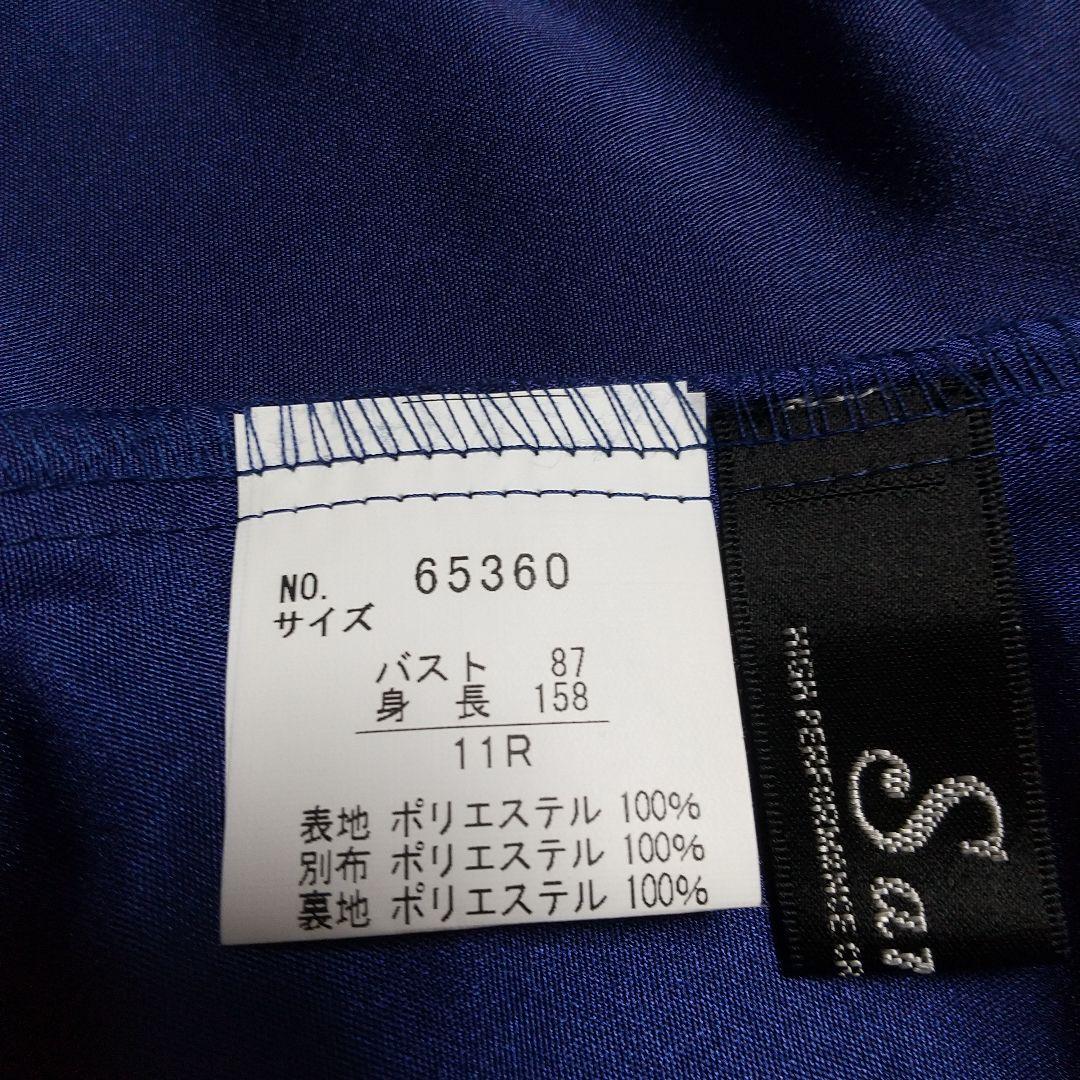 NO. 65360
サイズ
バスト 87
身長 158
11R
表地 ポリエステル 100%
別布 ポリエステル 100%
裏地 ポリエステル 100%
HIGH PERFORMANCE